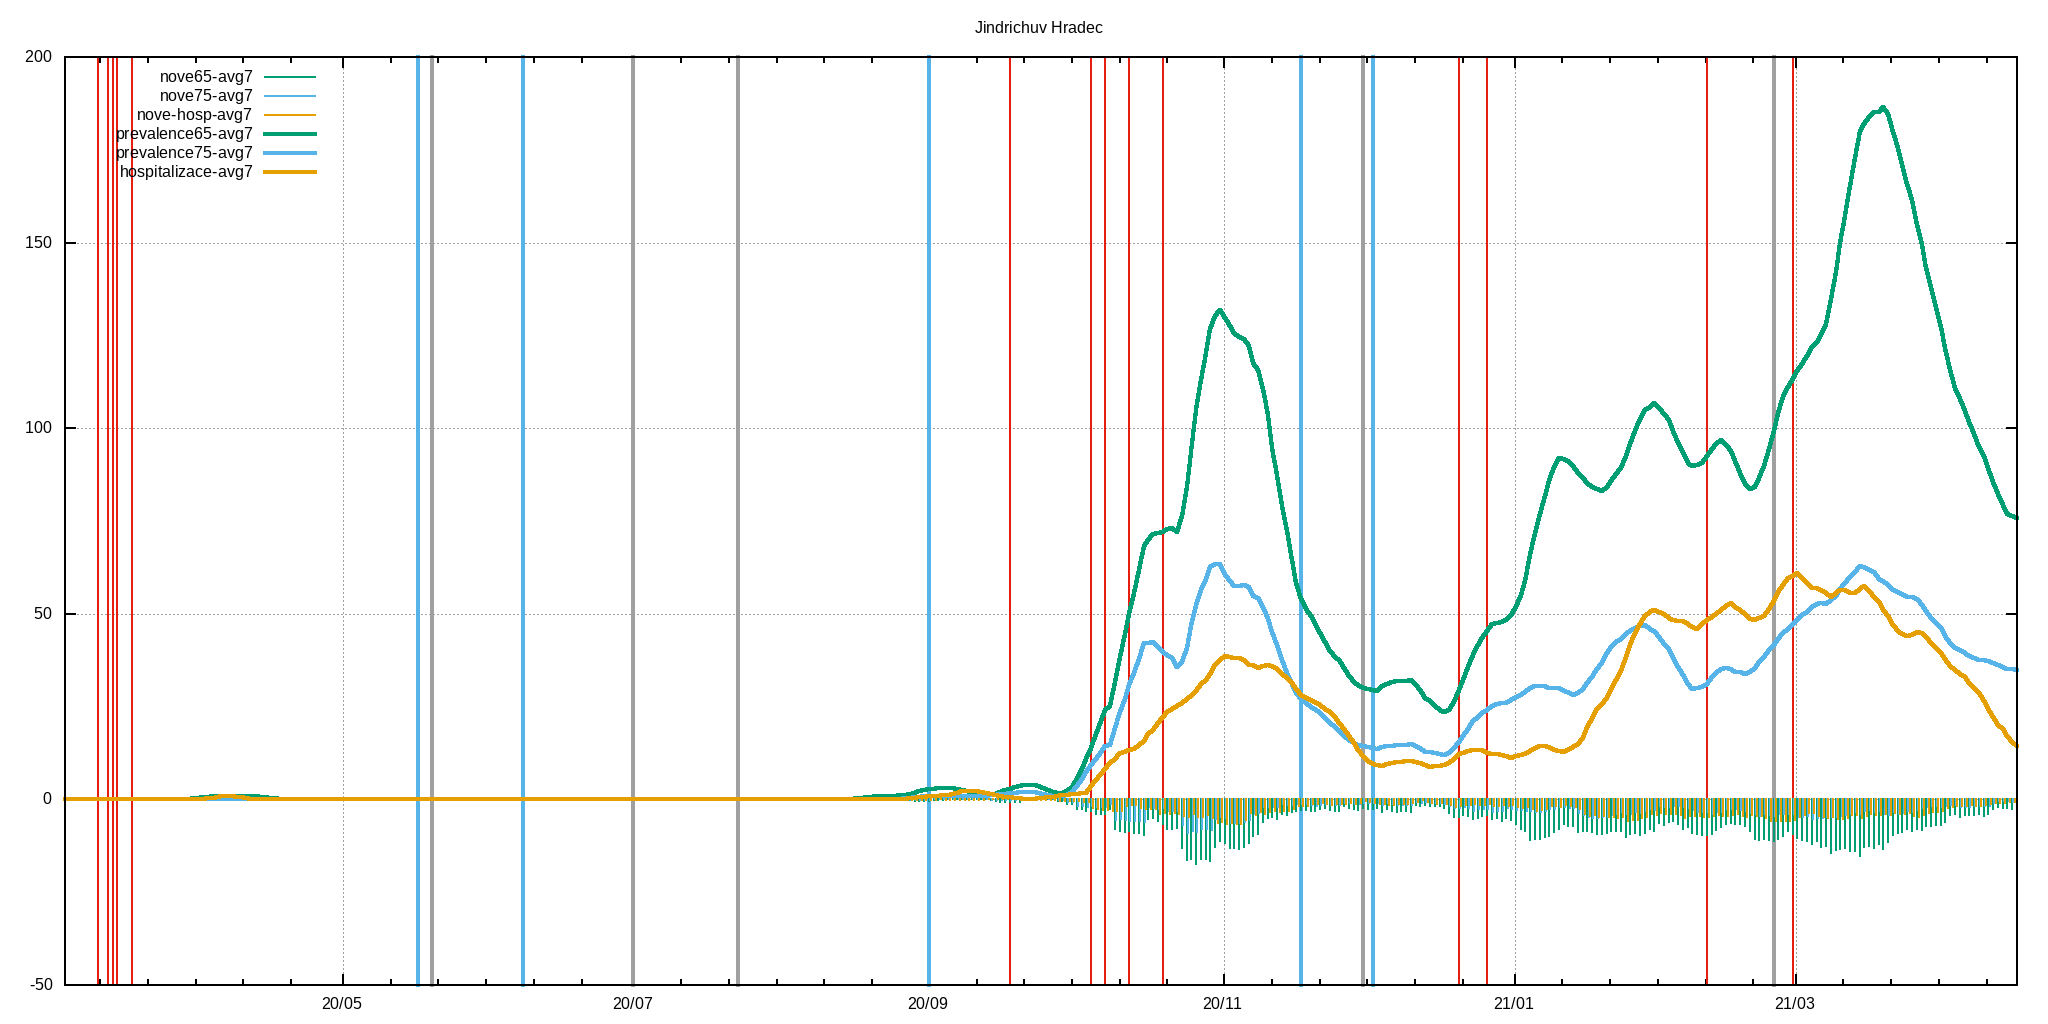 Jindrichuv Hradec
200
150
100
50
0
-50
nove65-avg7
nove75-avg7
nove-hosp-avg7
prevalence65-avg7
prevalence75-avg7
hospitalizace-avg7
20/05 20/07 20/09 20/11 21/01 21/03